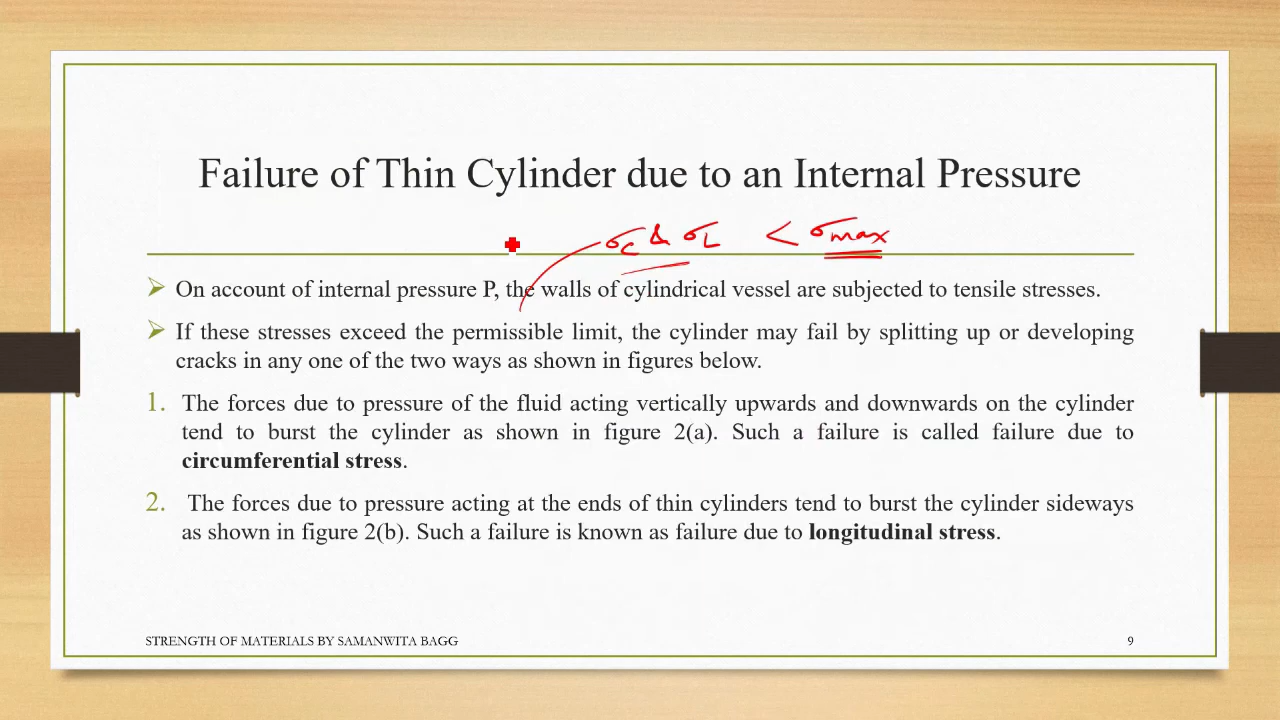 Failure of Thin Cylinder due to an Internal Pressure
σc & σL < σmax
➢ On account of internal pressure P, the walls of cylindrical vessel are subjected to tensile stresses.
➢ If these stresses exceed the permissible limit, the cylinder may fail by splitting up or developing
cracks in any one of the two ways as shown in figures below.
1. The forces due to pressure of the fluid acting vertically upwards and downwards on the cylinder
tend to burst the cylinder as shown in figure 2(a). Such a failure is called failure due to
circumferential stress.
2. The forces due to pressure acting at the ends of thin cylinders tend to burst the cylinder sideways
as shown in figure 2(b). Such a failure is known as failure due to longitudinal stress.
STRENGTH OF MATERIALS BY SAMANWITA BAGG 9